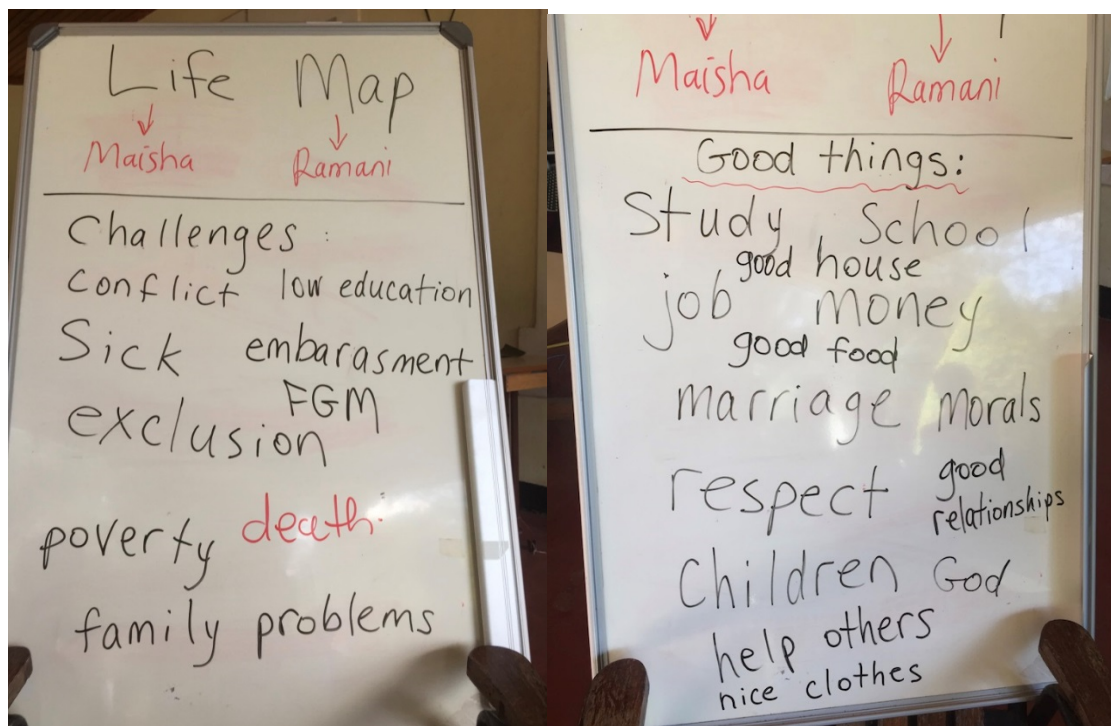 Life Map
Maisha Ramani
Challenges:
conflict low education
Sick embarasment
FGM
exclusion
poverty death
family problems
Maisha Ramani
Good things:
Study School
good house
job money
good food
marriage Morals
respect good
relationships
Children God
help others
nice clothes